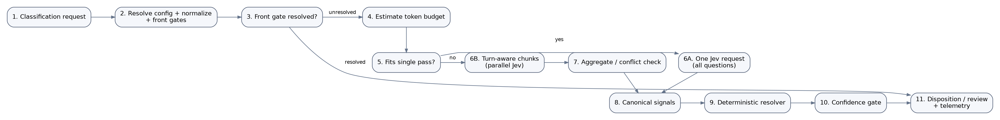 1. Classification request
2. Resolve config + normalize
+ front gates
3. Front gate resolved?
unresolved
4. Estimate token budget
yes
resolved
5. Fits single pass?
no
6B. Turn-aware chunks
(parallel Jev)
7. Aggregate / conflict check
6A. One Jev request
(all questions)
8. Canonical signals
9. Deterministic resolver
10. Confidence gate
11. Disposition / review
+ telemetry